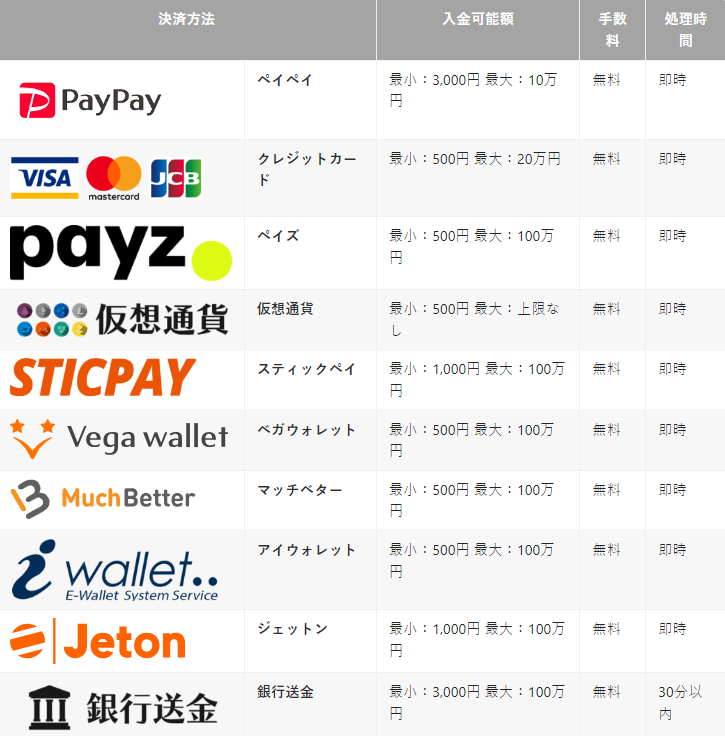 決済方法 入金可能額 手数料 処理時間
PayPay ペイペイ 最小：3,000円 最大：10万円 無料 即時
VISA mastercard JCB クレジットカード 最小：500円 最大：20万円 無料 即時
payz ペイズ 最小：500円 最大：100万円 無料 即時
仮想通貨 仮想通貨 最小：500円 最大：上限なし 無料 即時
STICPAY スティックペイ 最小：1,000円 最大：100万円 無料 即時
Vega wallet ベガウォレット 最小：500円 最大：100万円 無料 即時
MuchBetter マッチベター 最小：500円 最大：100万円 無料 即時
i wallet.. E-Wallet System Service アイウォレット 最小：500円 最大：100万円 無料 即時
Jeton ジェットン 最小：1,000円 最大：100万円 無料 即時
銀行送金 銀行送金 最小：3,000円 最大：100万円 無料 30分以内